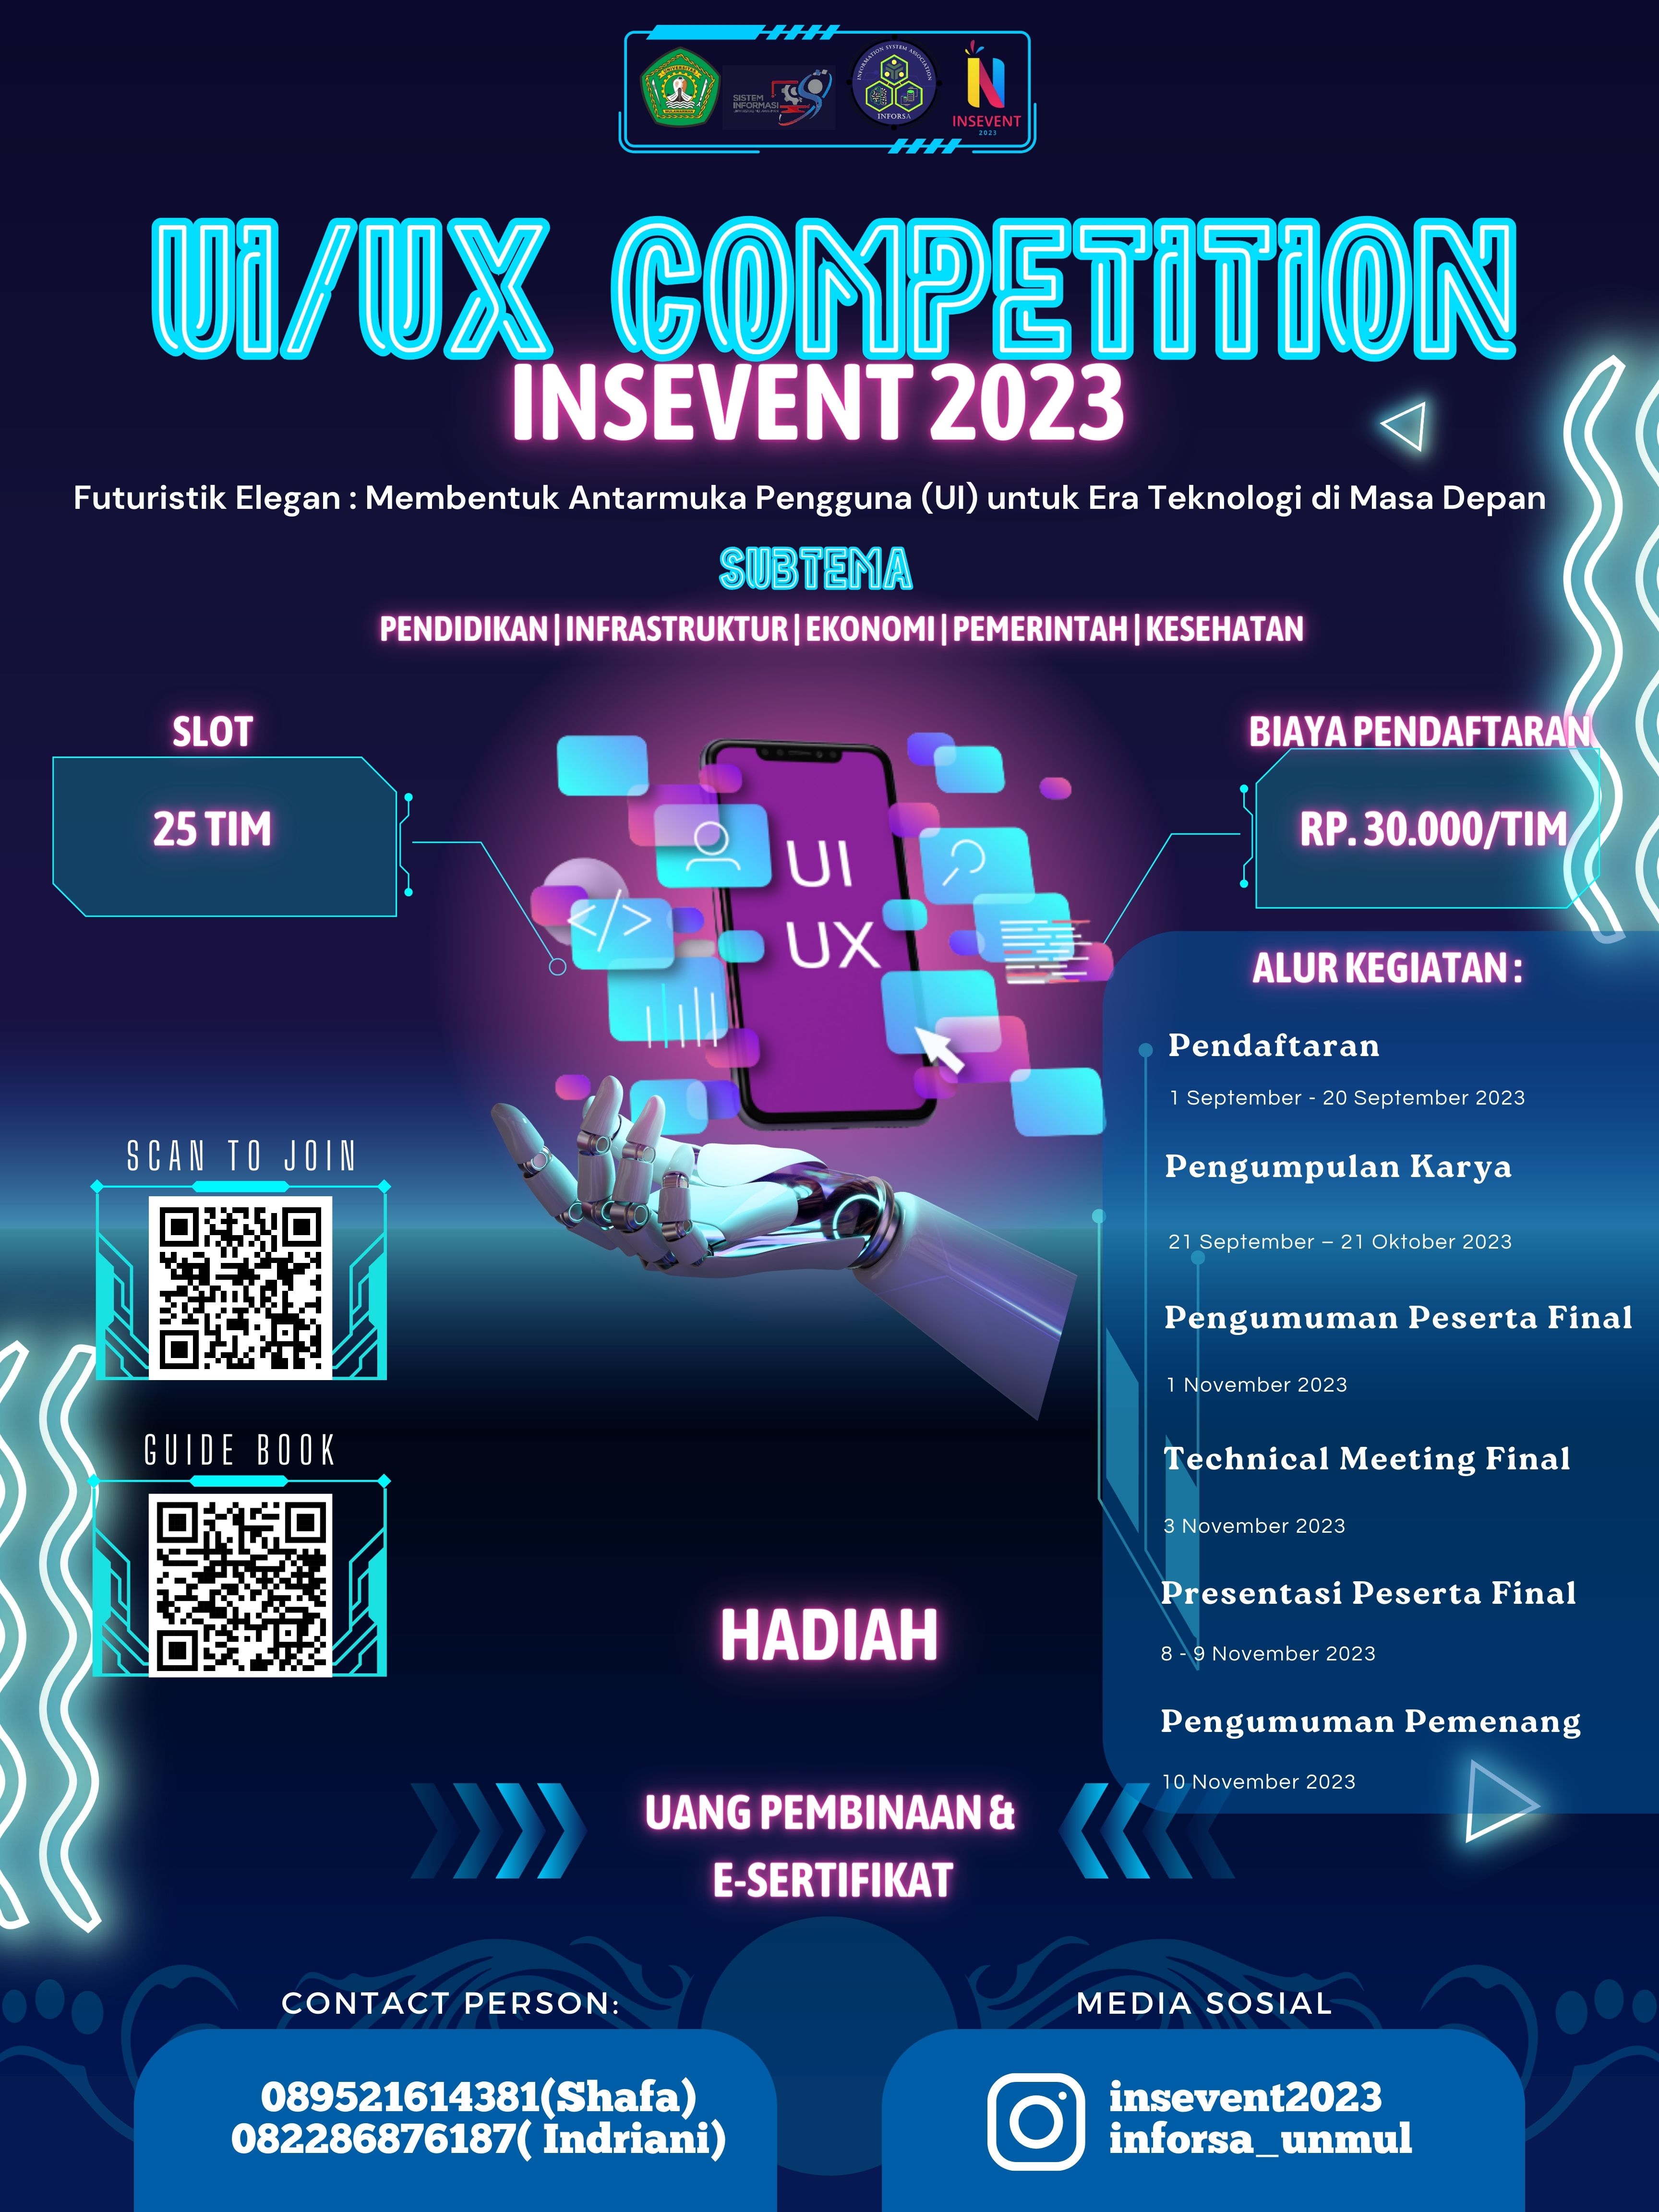 UNIVERSITAS
SISTEM
INFORMASI
INFORMATION SYSTEM ASSOCIATION
INFORSA
INSEVENT
2023
UI/UX COMPETITION
INSEVENT 2023
Futuristik Elegan : Membentuk Antarmuka Pengguna (UI) untuk Era Teknologi di Masa Depan
SUBTEMA
PENDIDIKAN | INFRASTRUKTUR | EKONOMI | PEMERINTAH | KESEHATAN
SLOT
25 TIM
BIAYA PENDAFTARAN
RP. 30.000/TIM
UI
UX
</>
ALUR KEGIATAN :
Pendaftaran
1 September - 20 September 2023
Pengumpulan Karya
21 September – 21 Oktober 2023
Pengumuman Peserta Final
1 November 2023
Technical Meeting Final
3 November 2023
Presentasi Peserta Final
8 - 9 November 2023
Pengumuman Pemenang
10 November 2023
SCAN TO JOIN
GUIDE BOOK
HADIAH
UANG PEMBINAAN &
E-SERTIFIKAT
CONTACT PERSON:
089521614381(Shafa)
082286876187( Indriani)
MEDIA SOSIAL
insevent2023
inforsa_unmul